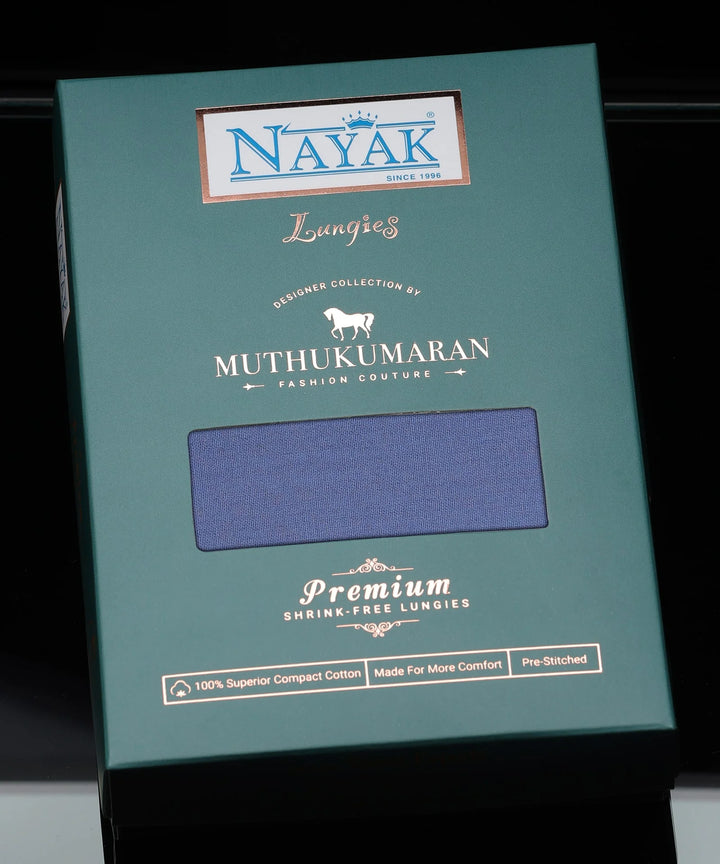 NAYAK®
SINCE 1996
Lungies
DESIGNER COLLECTION BY
MUTHUKUMARAN
FASHION COUTURE
Premium
SHRINK-FREE LUNGIES
100% Superior Compact Cotton
Made For More Comfort
Pre-Stitched